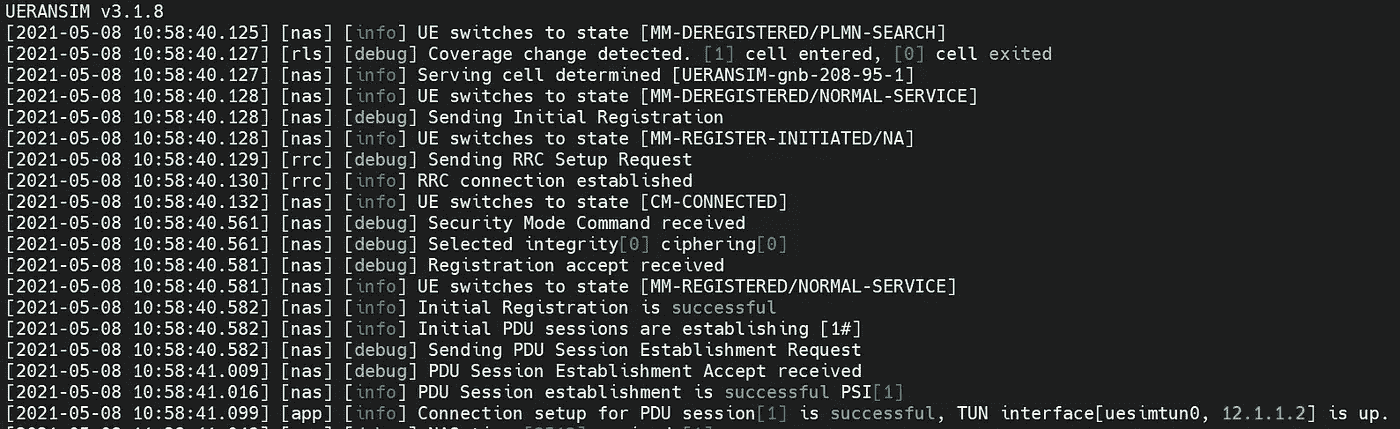 UERANSIM v3.1.8
[2021-05-08 10:58:40.125] [nas] [info] UE switches to state [MM-DEREGISTERED/PLMN-SEARCH]
[2021-05-08 10:58:40.127] [rls] [debug] Coverage change detected. [1] cell entered, [0] cell exited
[2021-05-08 10:58:40.127] [nas] [info] Serving cell determined [UERANSIM-gnb-208-95-1]
[2021-05-08 10:58:40.128] [nas] [info] UE switches to state [MM-DEREGISTERED/NORMAL-SERVICE]
[2021-05-08 10:58:40.128] [nas] [debug] Sending Initial Registration
[2021-05-08 10:58:40.128] [nas] [info] UE switches to state [MM-REGISTER-INITIATED/NA]
[2021-05-08 10:58:40.129] [rrc] [debug] Sending RRC Setup Request
[2021-05-08 10:58:40.130] [rrc] [info] RRC connection established
[2021-05-08 10:58:40.132] [nas] [info] UE switches to state [CM-CONNECTED]
[2021-05-08 10:58:40.561] [nas] [debug] Security Mode Command received
[2021-05-08 10:58:40.561] [nas] [debug] Selected integrity[0] ciphering[0]
[2021-05-08 10:58:40.581] [nas] [debug] Registration accept received
[2021-05-08 10:58:40.581] [nas] [info] UE switches to state [MM-REGISTERED/NORMAL-SERVICE]
[2021-05-08 10:58:40.582] [nas] [info] Initial Registration is successful
[2021-05-08 10:58:40.582] [nas] [info] Initial PDU sessions are establishing [1#]
[2021-05-08 10:58:40.582] [nas] [debug] Sending PDU Session Establishment Request
[2021-05-08 10:58:41.009] [nas] [debug] PDU Session Establishment Accept received
[2021-05-08 10:58:41.016] [nas] [info] PDU Session establishment is successful PSI[1]
[2021-05-08 10:58:41.099] [app] [info] Connection setup for PDU session[1] is successful, TUN interface[uesimtun0, 12.1.1.2] is up.